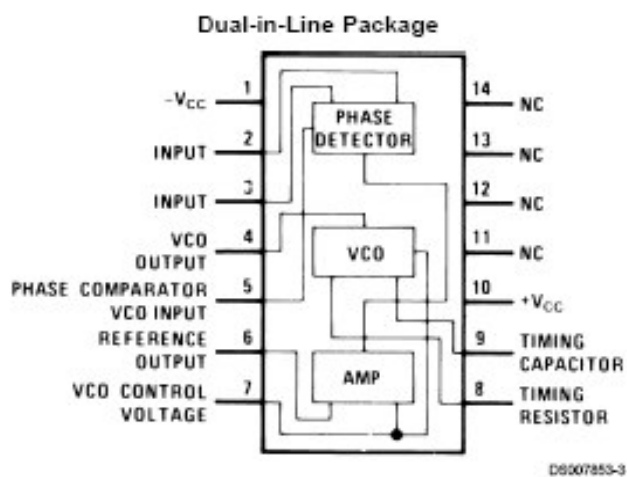 Dual-in-Line Package
-VCC
1
INPUT
2
INPUT
3
VCO
OUTPUT
4
PHASE COMPARATOR
VCO INPUT
5
REFERENCE
OUTPUT
6
VCO CONTROL
VOLTAGE
7
PHASE
DETECTOR
VCO
AMP
14
NC
13
NC
12
NC
11
NC
10
+VCC
9
TIMING
CAPACITOR
8
TIMING
RESISTOR
DS007853-3